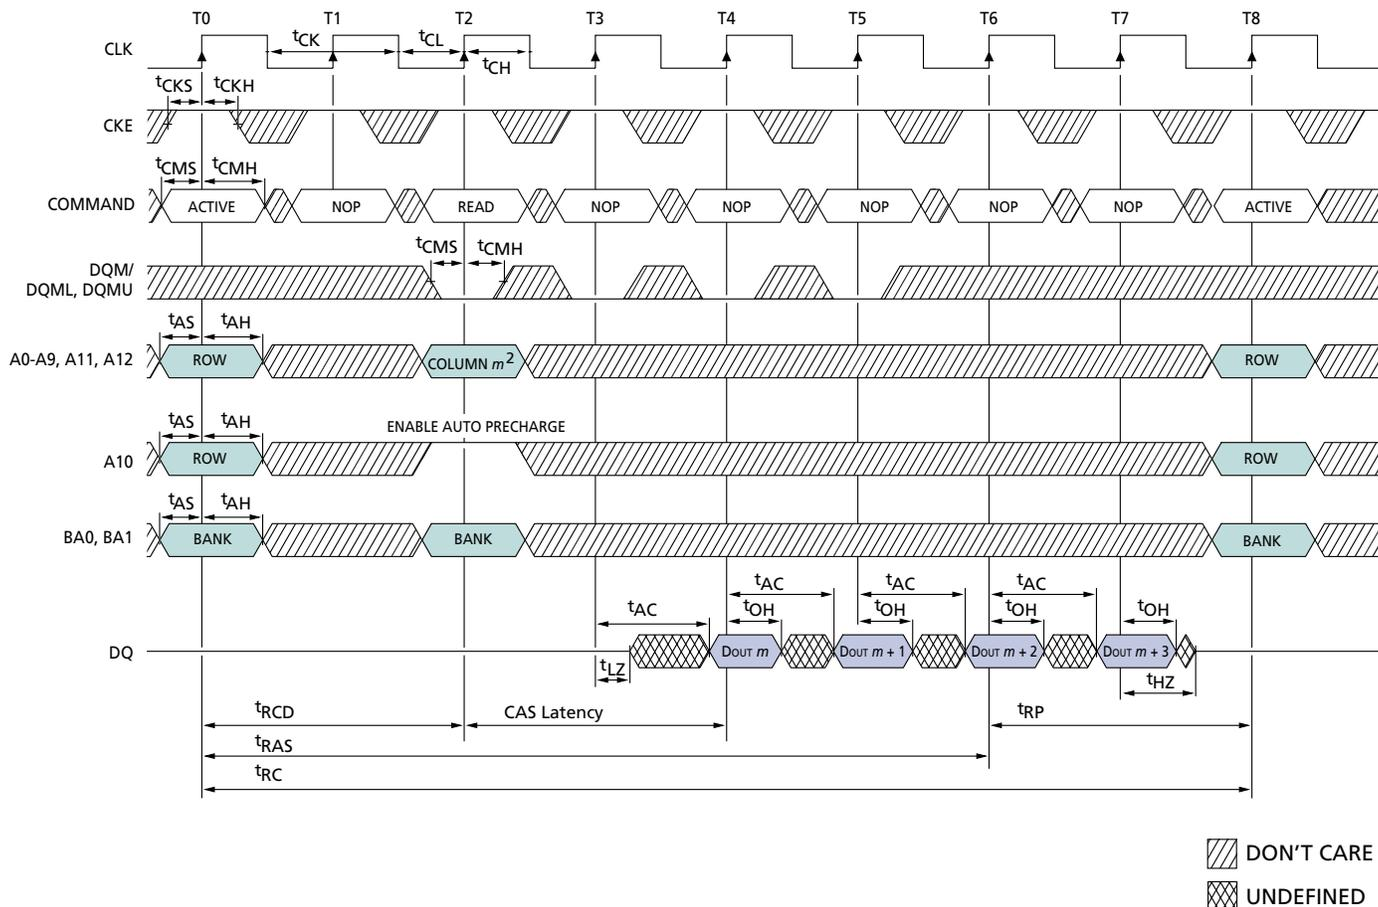 T0 T1 T2 T3 T4 T5 T6 T7 T8
CLK
tCK tCL
tCH
tCKS tCKH
CKE
tCMS tCMH
COMMAND ACTIVE NOP READ NOP NOP NOP NOP NOP ACTIVE
tCMS tCMH
DQM/
DQML, DQMU
tAS tAH
A0-A9, A11, A12 ROW COLUMN m2 ROW
ENABLE AUTO PRECHARGE
tAS tAH
A10 ROW ROW
tAS tAH
BA0, BA1 BANK BANK BANK
tAC tAC tAC
tAC tOH tOH tOH tOH
DQ DOUT m DOUT m + 1 DOUT m + 2 DOUT m + 3
tLZ tHZ
tRCD CAS Latency tRP
tRAS
tRC
DON'T CARE
UNDEFINED